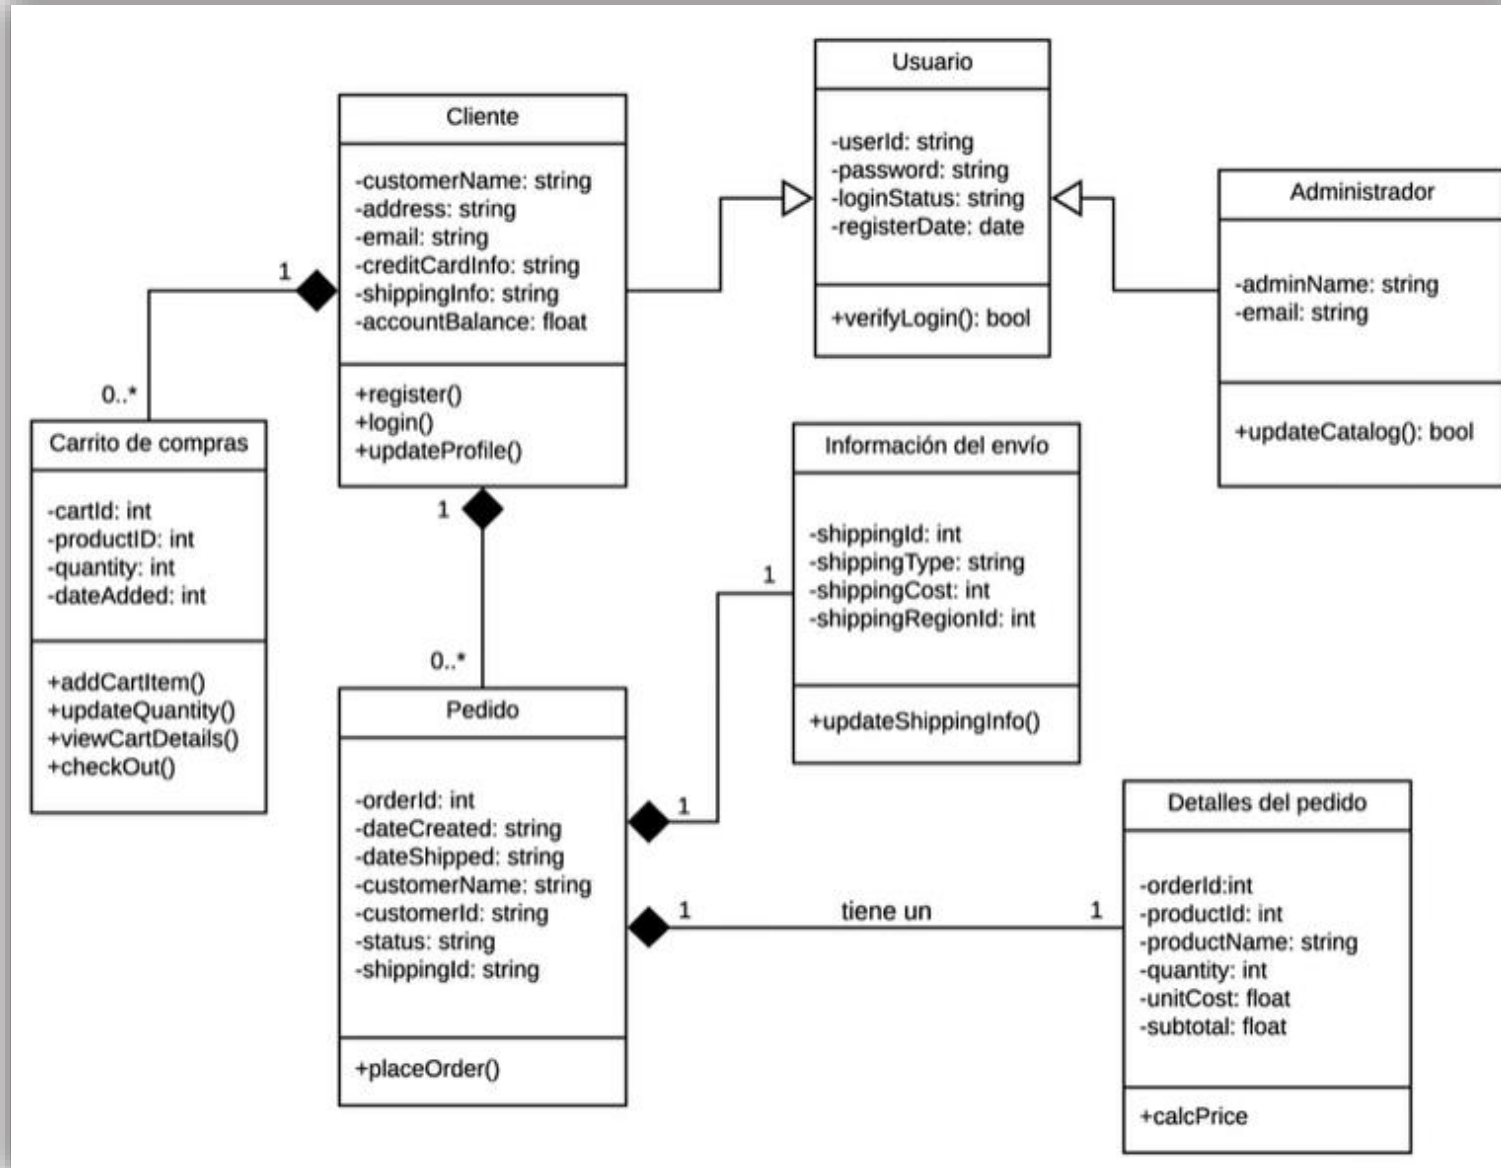 Usuario
-userId: string
-password: string
-loginStatus: string
-registerDate: date
+verifyLogin(): bool
Cliente
-customerName: string
-address: string
-email: string
-creditCardInfo: string
-shippingInfo: string
-accountBalance: float
+register()
+login()
+updateProfile()
Administrador
-adminName: string
-email: string
+updateCatalog(): bool
1
0..*
Carrito de compras
-cartId: int
-productID: int
-quantity: int
-dateAdded: int
+addCartItem()
+updateQuantity()
+viewCartDetails()
+checkOut()
1
0..*
Información del envío
-shippingId: int
-shippingType: string
-shippingCost: int
-shippingRegionId: int
+updateShippingInfo()
1
1
Pedido
-orderId: int
-dateCreated: string
-dateShipped: string
-customerName: string
-customerId: string
-status: string
-shippingId: string
+placeOrder()
1
tiene un
1
Detalles del pedido
-orderId:int
-productId: int
-productName: string
-quantity: int
-unitCost: float
-subtotal: float
+calcPrice